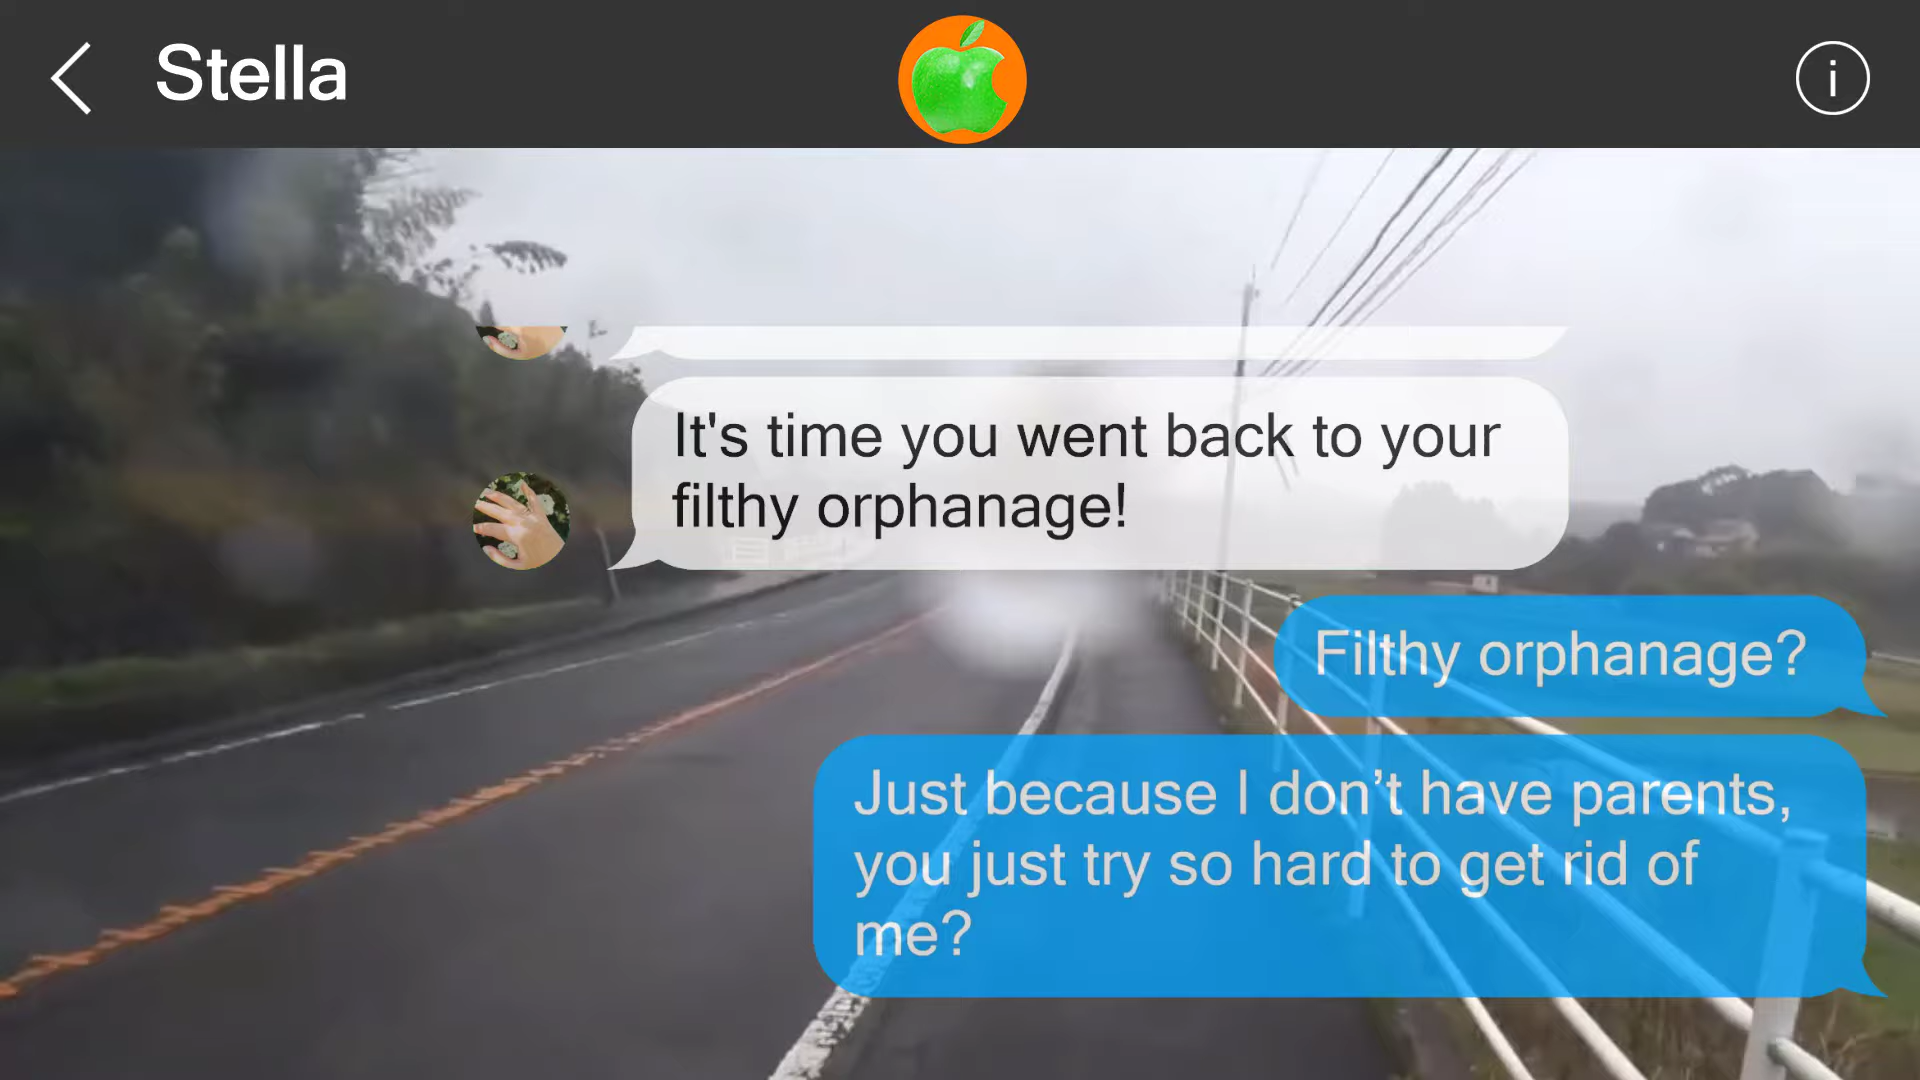 Stella
i
It's time you went back to your
filthy orphanage!
Filthy orphanage?
Just because I don’t have parents,
you just try so hard to get rid of
me?